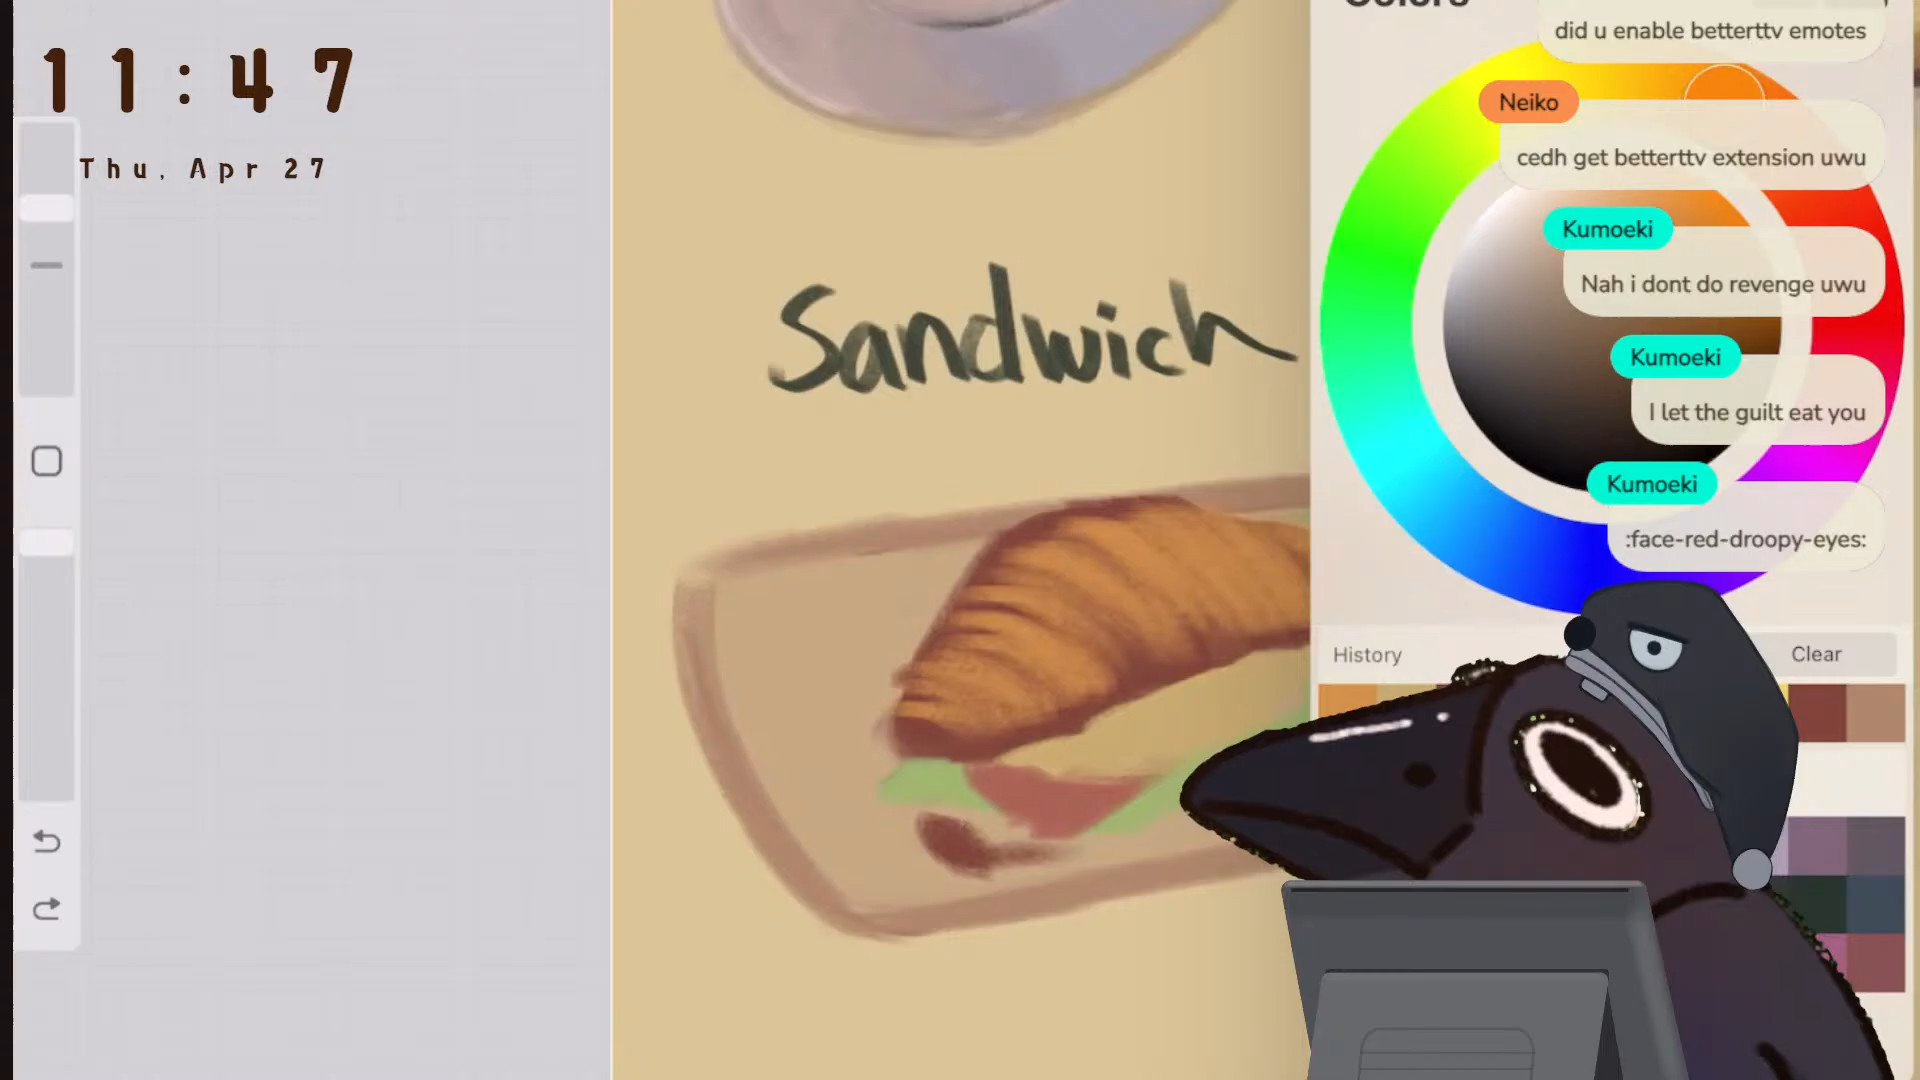 11:47
Thu, Apr 27
Sandwich
did u enable betterttv emotes
Neiko
cedh get betterttv extension uwu
Kumoeki
Nah i dont do revenge uwu
Kumoeki
I let the guilt eat you
Kumoeki
:face-red-droopy-eyes:
History
Clear